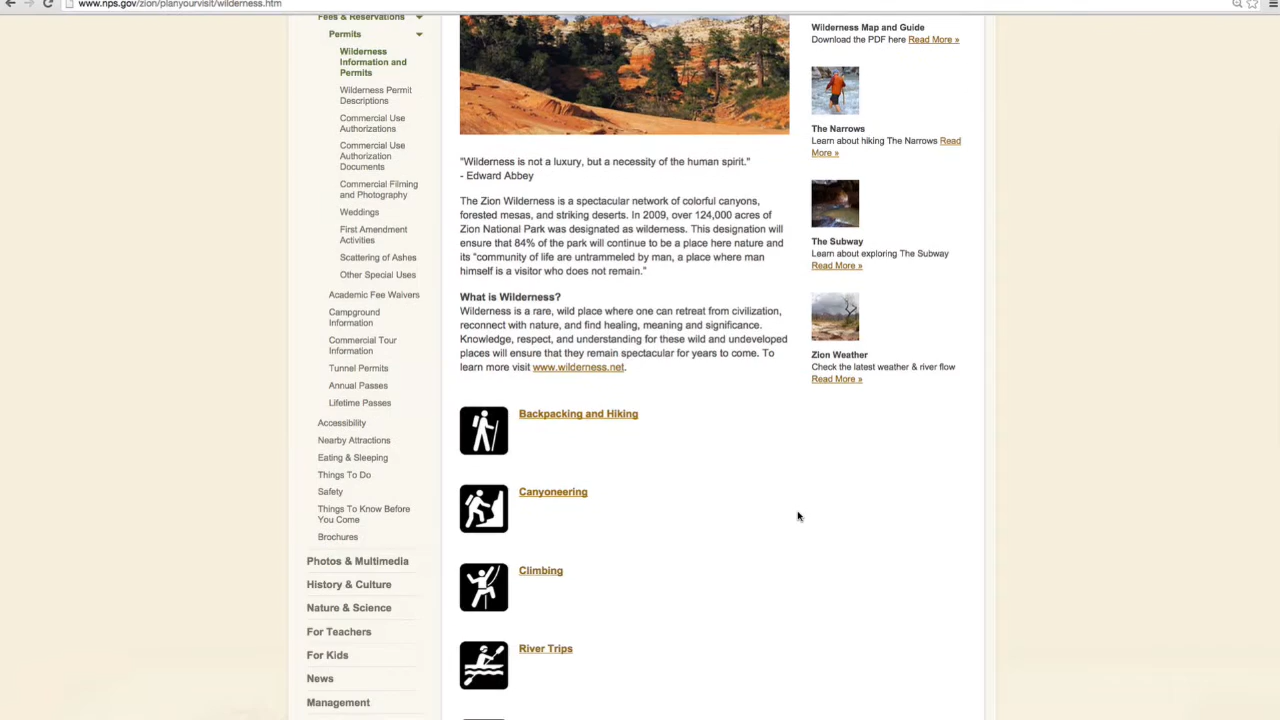 www.nps.gov/zion/planyourvisit/wilderness.htm
Fees & Reservations
Permits
Wilderness
Information and
Permits
Wilderness Permit
Descriptions
Commercial Use
Authorizations
Commercial Use
Authorization
Documents
Commercial Filming
and Photography
Weddings
First Amendment
Activities
Scattering of Ashes
Other Special Uses
Academic Fee Waivers
Campground
Information
Commercial Tour
Information
Tunnel Permits
Annual Passes
Lifetime Passes
Accessibility
Nearby Attractions
Eating & Sleeping
Things To Do
Safety
Things To Know Before
You Come
Brochures
Photos & Multimedia
History & Culture
Nature & Science
For Teachers
For Kids
News
Management
"Wilderness is not a luxury, but a necessity of the human spirit."
- Edward Abbey
The Zion Wilderness is a spectacular network of colorful canyons,
forested mesas, and striking deserts. In 2009, over 124,000 acres of
Zion National Park was designated as wilderness. This designation will
ensure that 84% of the park will continue to be a place here nature and
its "community of life are untrammeled by man, a place where man
himself is a visitor who does not remain."
What is Wilderness?
Wilderness is a rare, wild place where one can retreat from civilization,
reconnect with nature, and find healing, meaning and significance.
Knowledge, respect, and understanding for these wild and undeveloped
places will ensure that they remain spectacular for years to come. To
learn more visit www.wilderness.net.
Backpacking and Hiking
Canyoneering
Climbing
River Trips
Wilderness Map and Guide
Download the PDF here Read More »
The Narrows
Learn about hiking The Narrows Read
More »
The Subway
Learn about exploring The Subway
Read More »
Zion Weather
Check the latest weather & river flow
Read More »